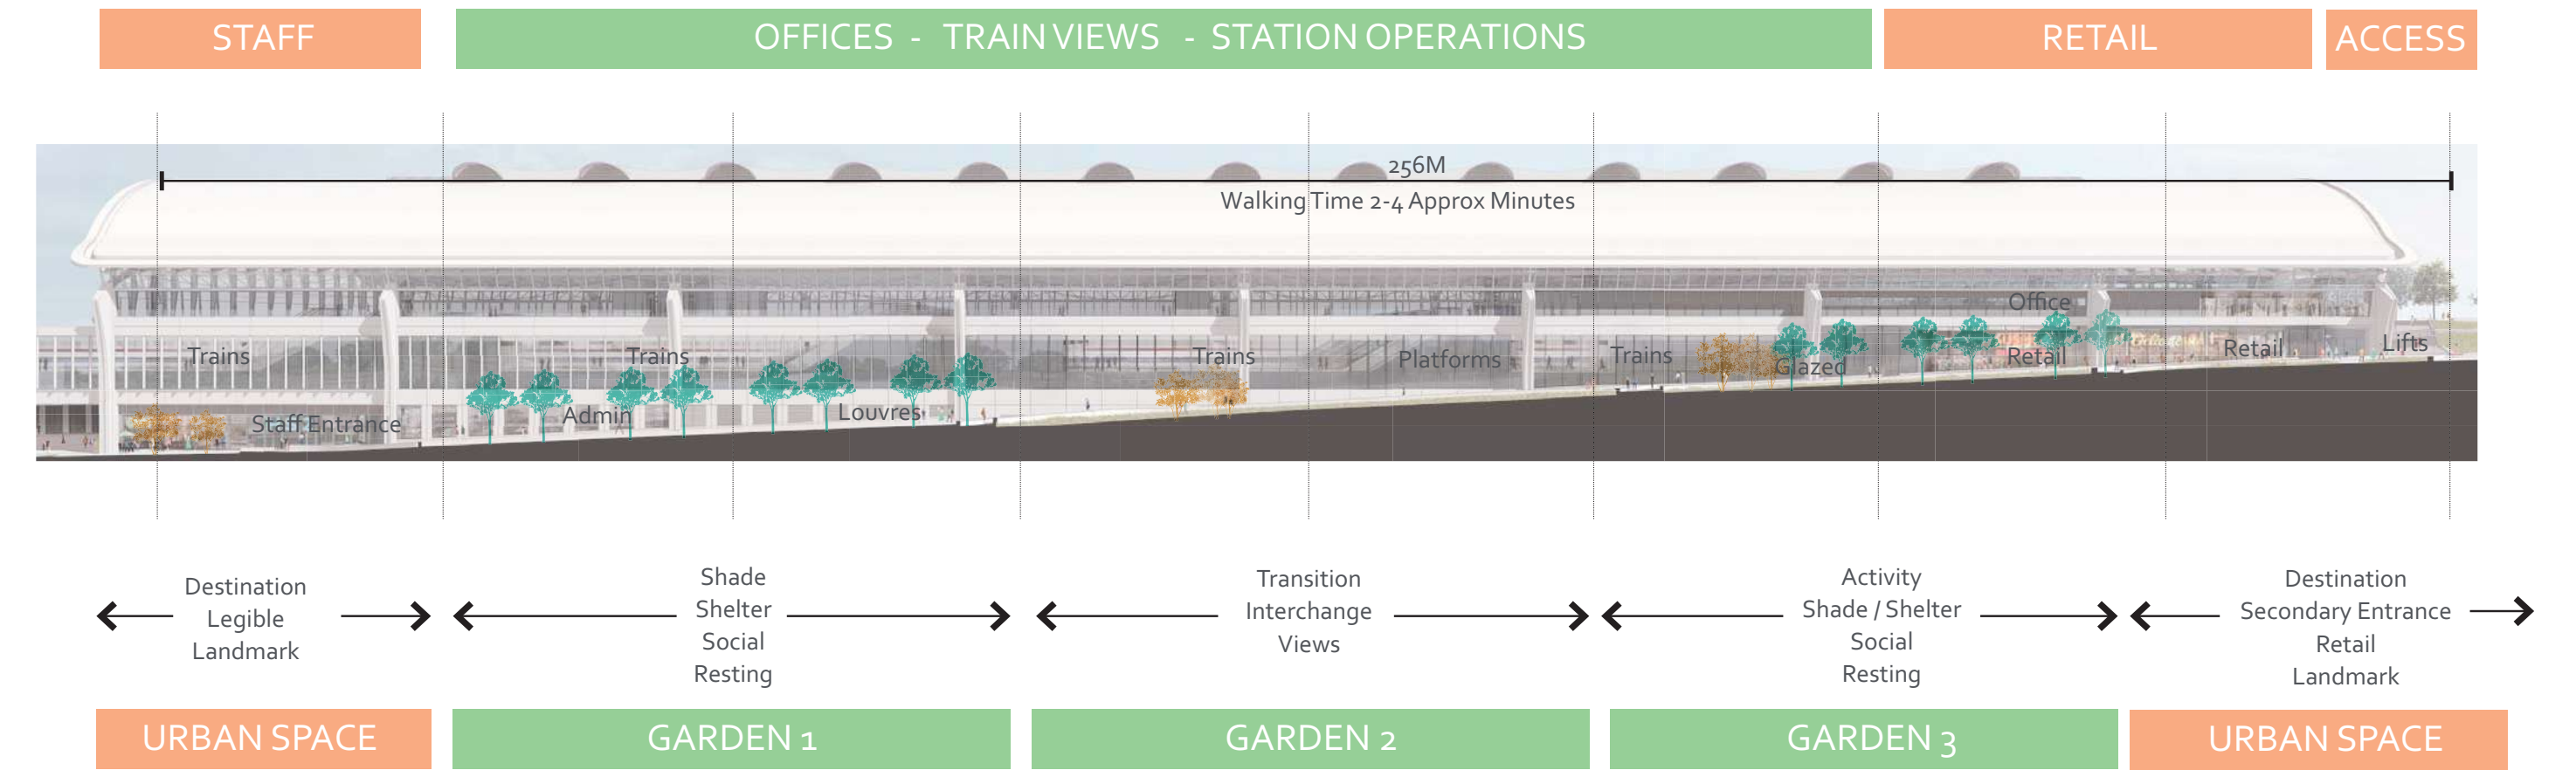 STAFF
OFFICES - TRAIN VIEWS - STATION OPERATIONS
RETAIL
ACCESS
256M
Walking Time 2-4 Approx Minutes
Office
Trains
Trains
Trains
Platforms
Trains
Glazed
Retail
Retail
Lifts
Staff Entrance
Admin
Louvres
Destination
Legible
Landmark
Shade
Shelter
Social
Resting
Transition
Interchange
Views
Activity
Shade / Shelter
Social
Resting
Destination
Secondary Entrance
Retail
Landmark
URBAN SPACE
GARDEN 1
GARDEN 2
GARDEN 3
URBAN SPACE